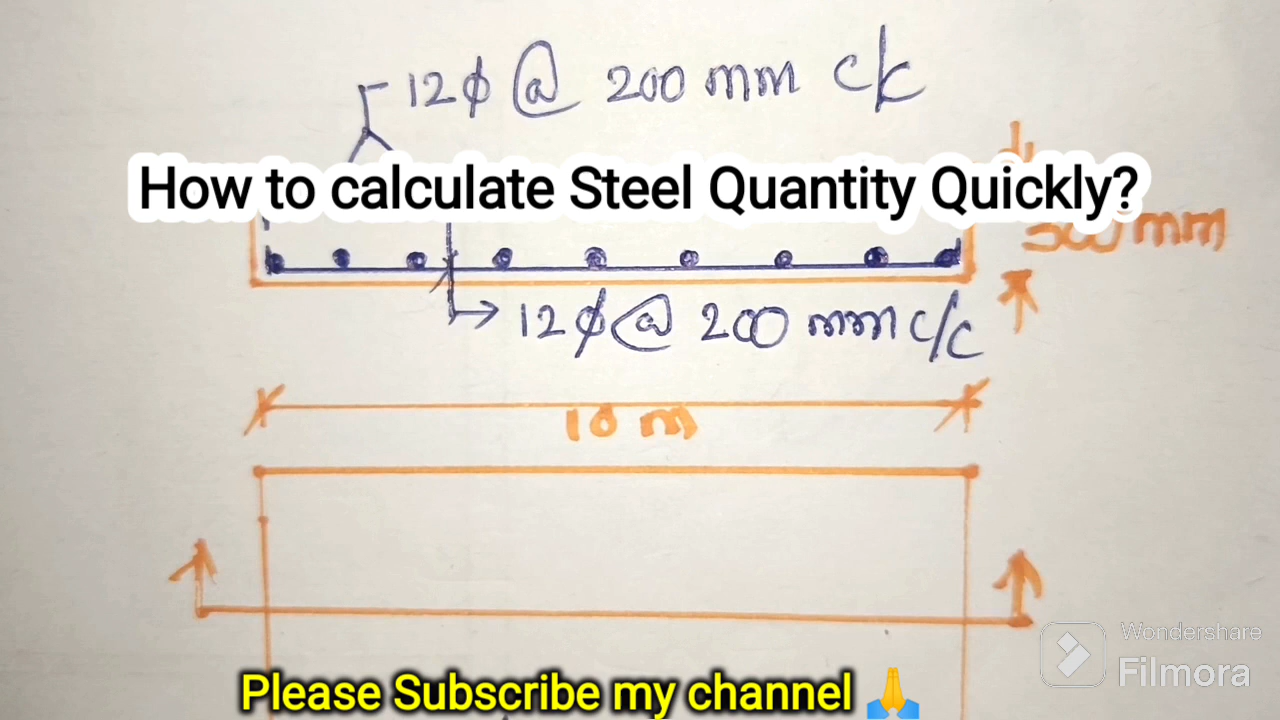 12φ @ 200 mm c/c
How to calculate Steel Quantity Quickly?
mm
12φ @ 200 mm c/c
10 m
Please Subscribe my channel 🙏
Wondershare
Filmora